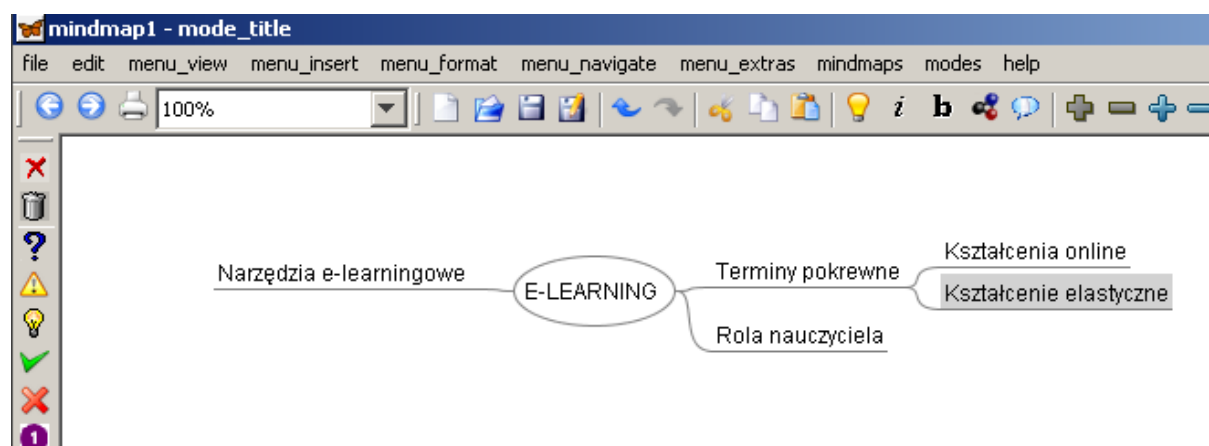 mindmap1 - mode_title
file edit menu_view menu_insert menu_format menu_navigate menu_extras mindmaps modes help
100% i b
Kształcenia online
Narzędzia e-learningowe
Terminy pokrewne
E-LEARNING
Kształcenie elastyczne
Rola nauczyciela
1